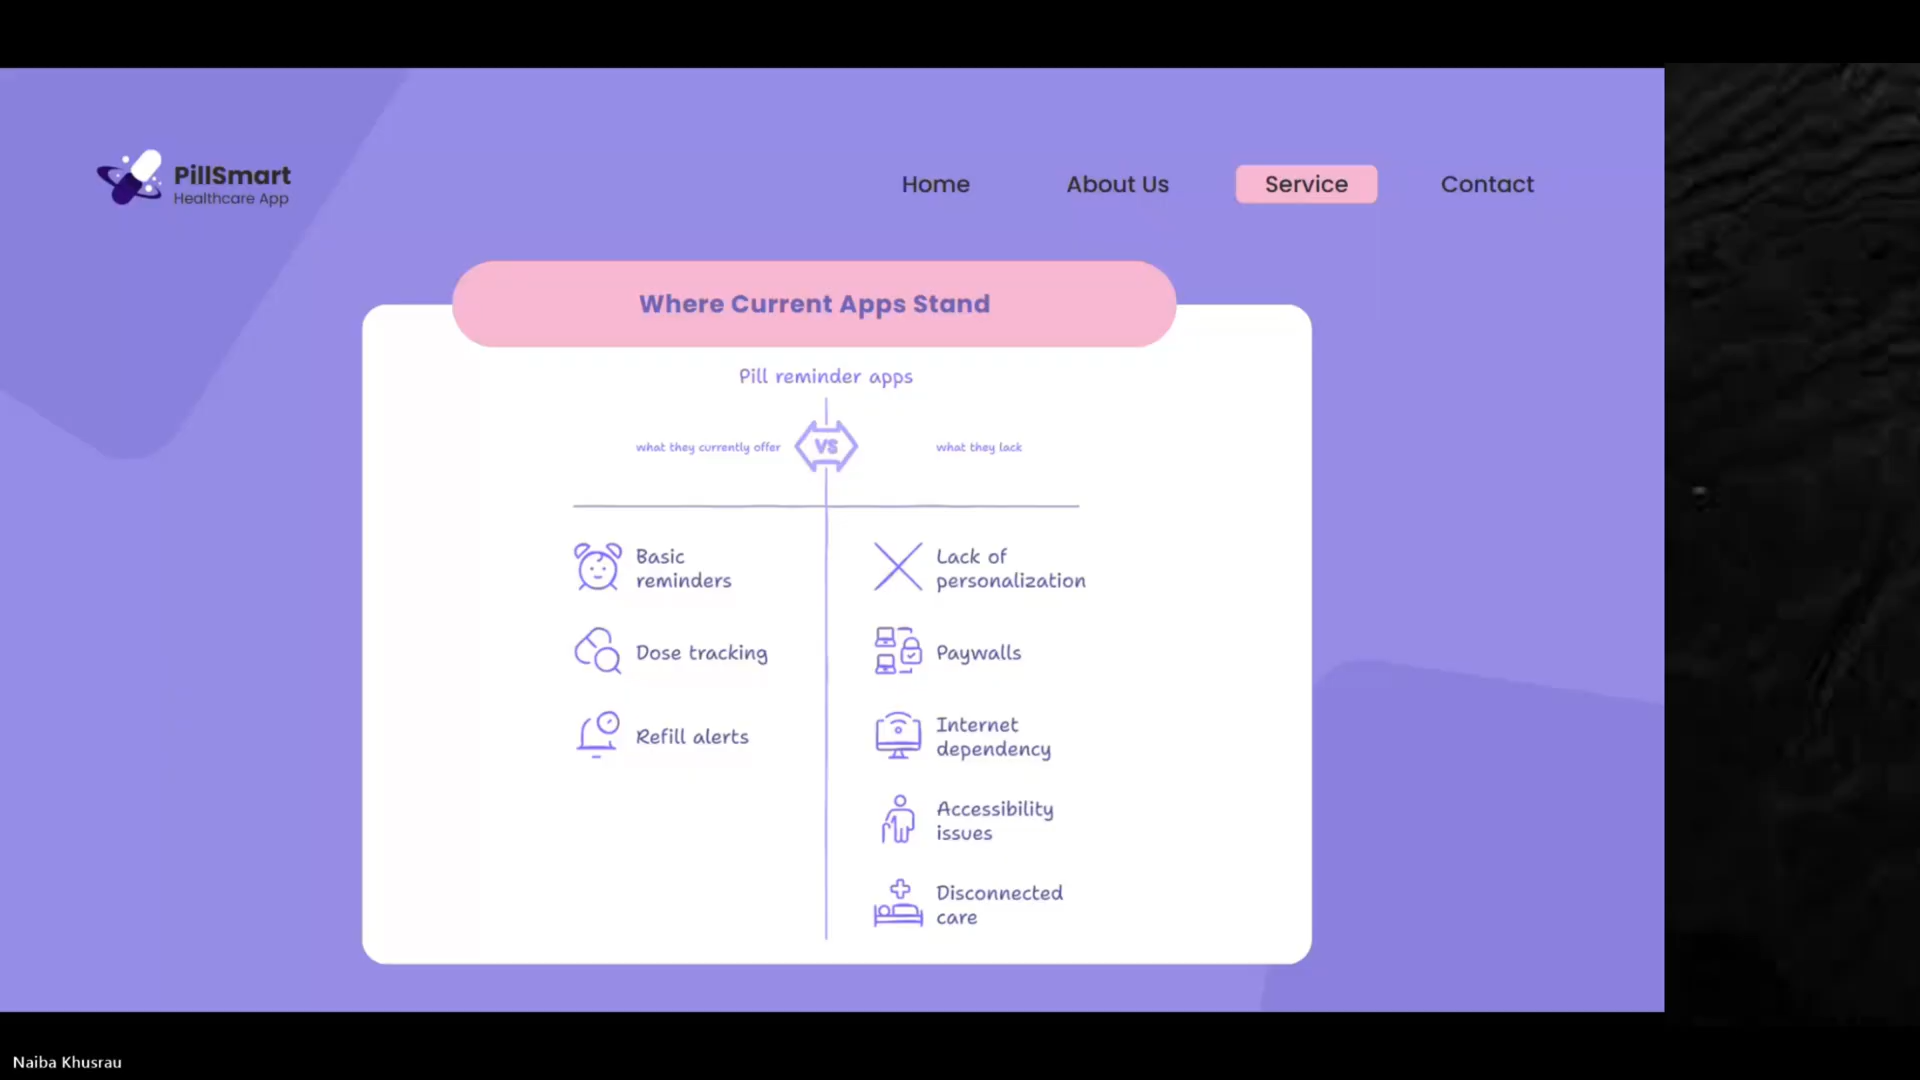 PillSmart
Healthcare App
Home
About Us
Service
Contact
Where Current Apps Stand
Pill reminder apps
what they currently offer
VS
what they lack
Basic
reminders
Dose tracking
Refill alerts
Lack of
personalization
Paywalls
Internet
dependency
Accessibility
issues
Disconnected
care
Naiba Khusrau